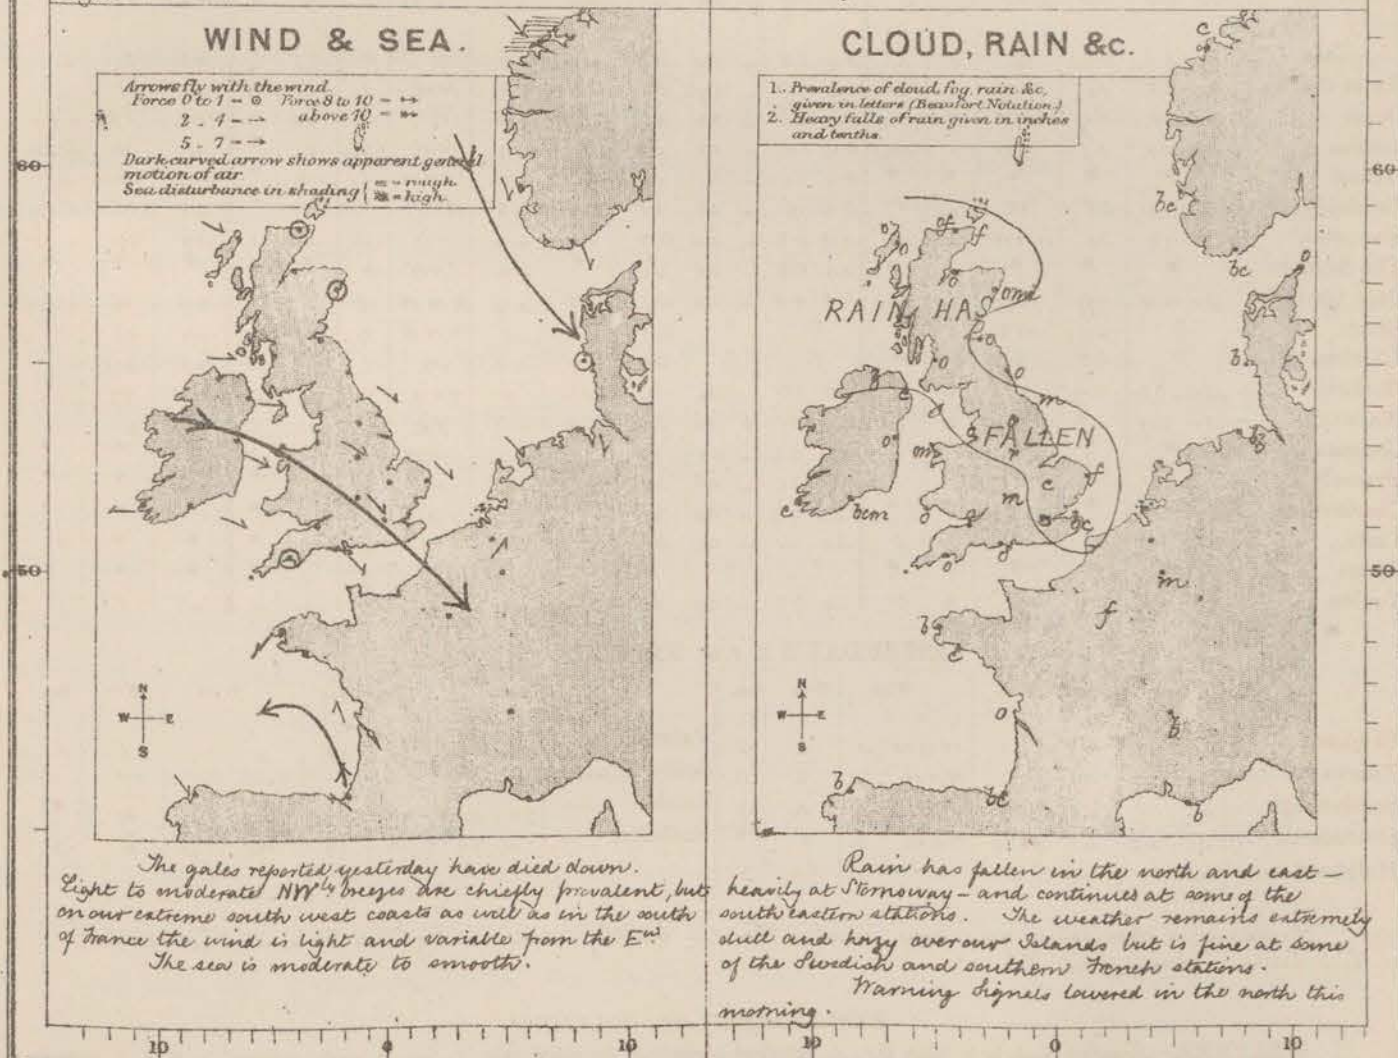 WIND & SEA.
Arrows fly with the wind.
Force 0 to 1 = ⊙ Force 8 to 10 =
2 - 4 = above 10 =
5 - 7 =
Dark curved arrow shows apparent general
motion of air
Sea disturbance in shading { = rough
= high.
60
50
N
W E
S
The gales reported yesterday have died down.
Light to moderate NWly breezes are chiefly prevalent, but
on our extreme south west coasts as well as in the south
of France the wind is light and variable from the Ewd
The sea is moderate to smooth.
10 0 10
CLOUD, RAIN &c.
1. Prevalence of cloud, fog, rain &c,
given in letters (Beaufort Notation.)
2. Heavy falls of rain given in inches
and tenths.
c
60
bc
bc
o
o
f
o
om
RAIN HAS
b
o
o
o
c
m
FALLEN
o
om
f
c
m
c
bcm
bc
o
50
m
f
b
c
o
N
W E
S
b
b
bc
b
Rain has fallen in the north and east –
heavily at Stornoway – and continues at some of the
south eastern stations. The weather remains extremely
dull and hazy over our Islands but is fine at some
of the Swedish and southern French stations.
Warning Signals lowered in the north this
morning.
10 0 10